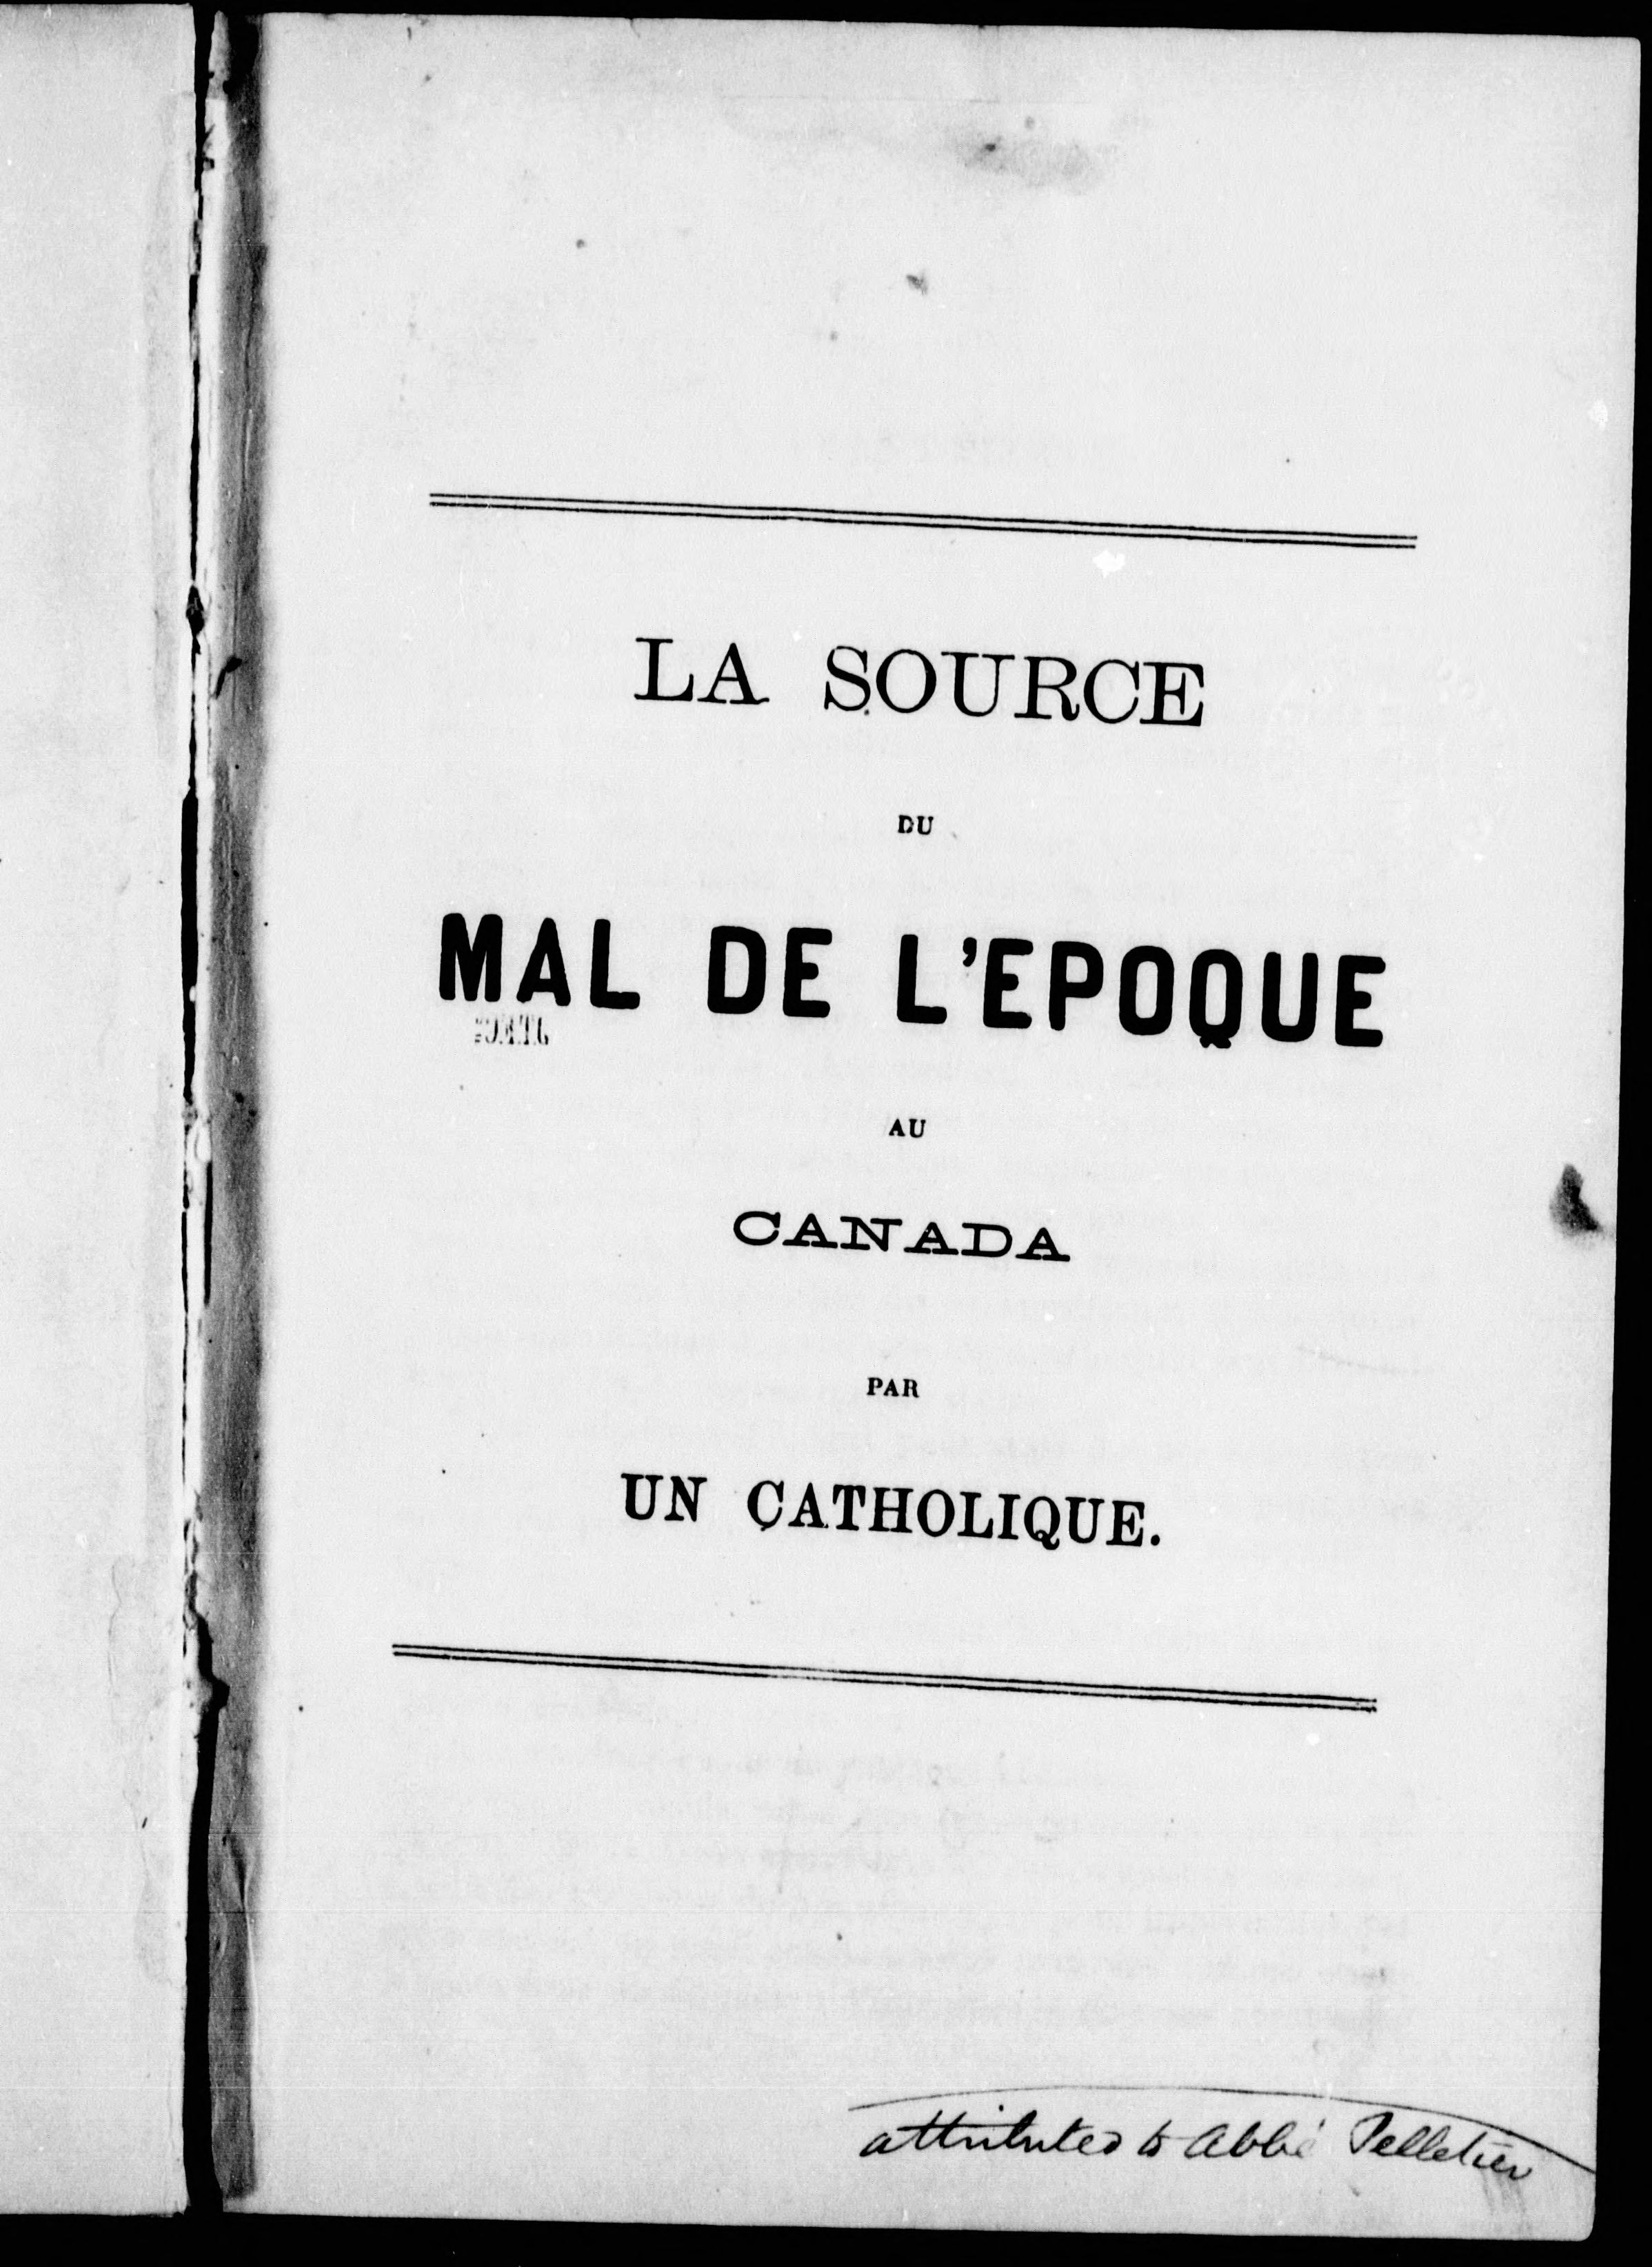 LA SOURCE
DU
MAL DE L'EPOQUE
AU
CANADA
PAR
UN CATHOLIQUE.
attributed to Abbé Pelletier